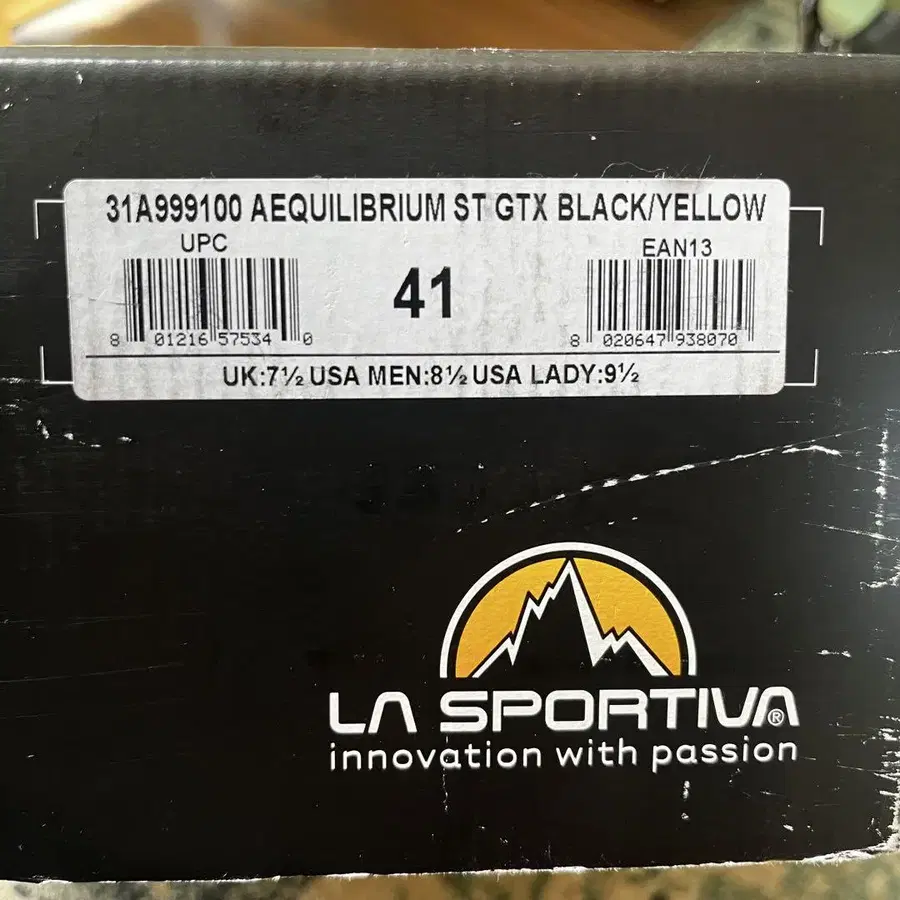 31A999100 AEQUILIBRIUM ST GTX BLACK/YELLOW
UPC
EAN13
41
8 01216 57534 0
8 020647 938070
UK:7½ USA MEN:8½ USA LADY:9½
LA SPORTIVA®
innovation with passion